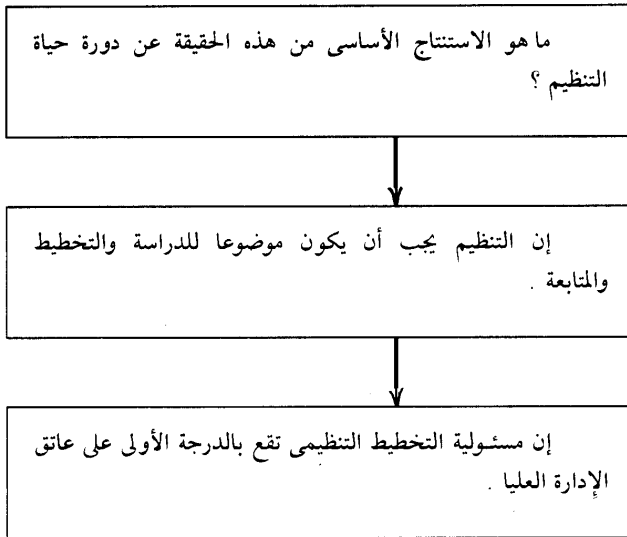 ما هو الاستنتاج الأساسى من هذه الحقيقة عن دورة حياة
التنظيم ؟
إن التنظيم يجب أن يكون موضوعا للدراسة والتخطيط
والمتابعة .
إن مسئولية التخطيط التنظيمى تقع بالدرجة الأولى على عاتق
الإدارة العليا .